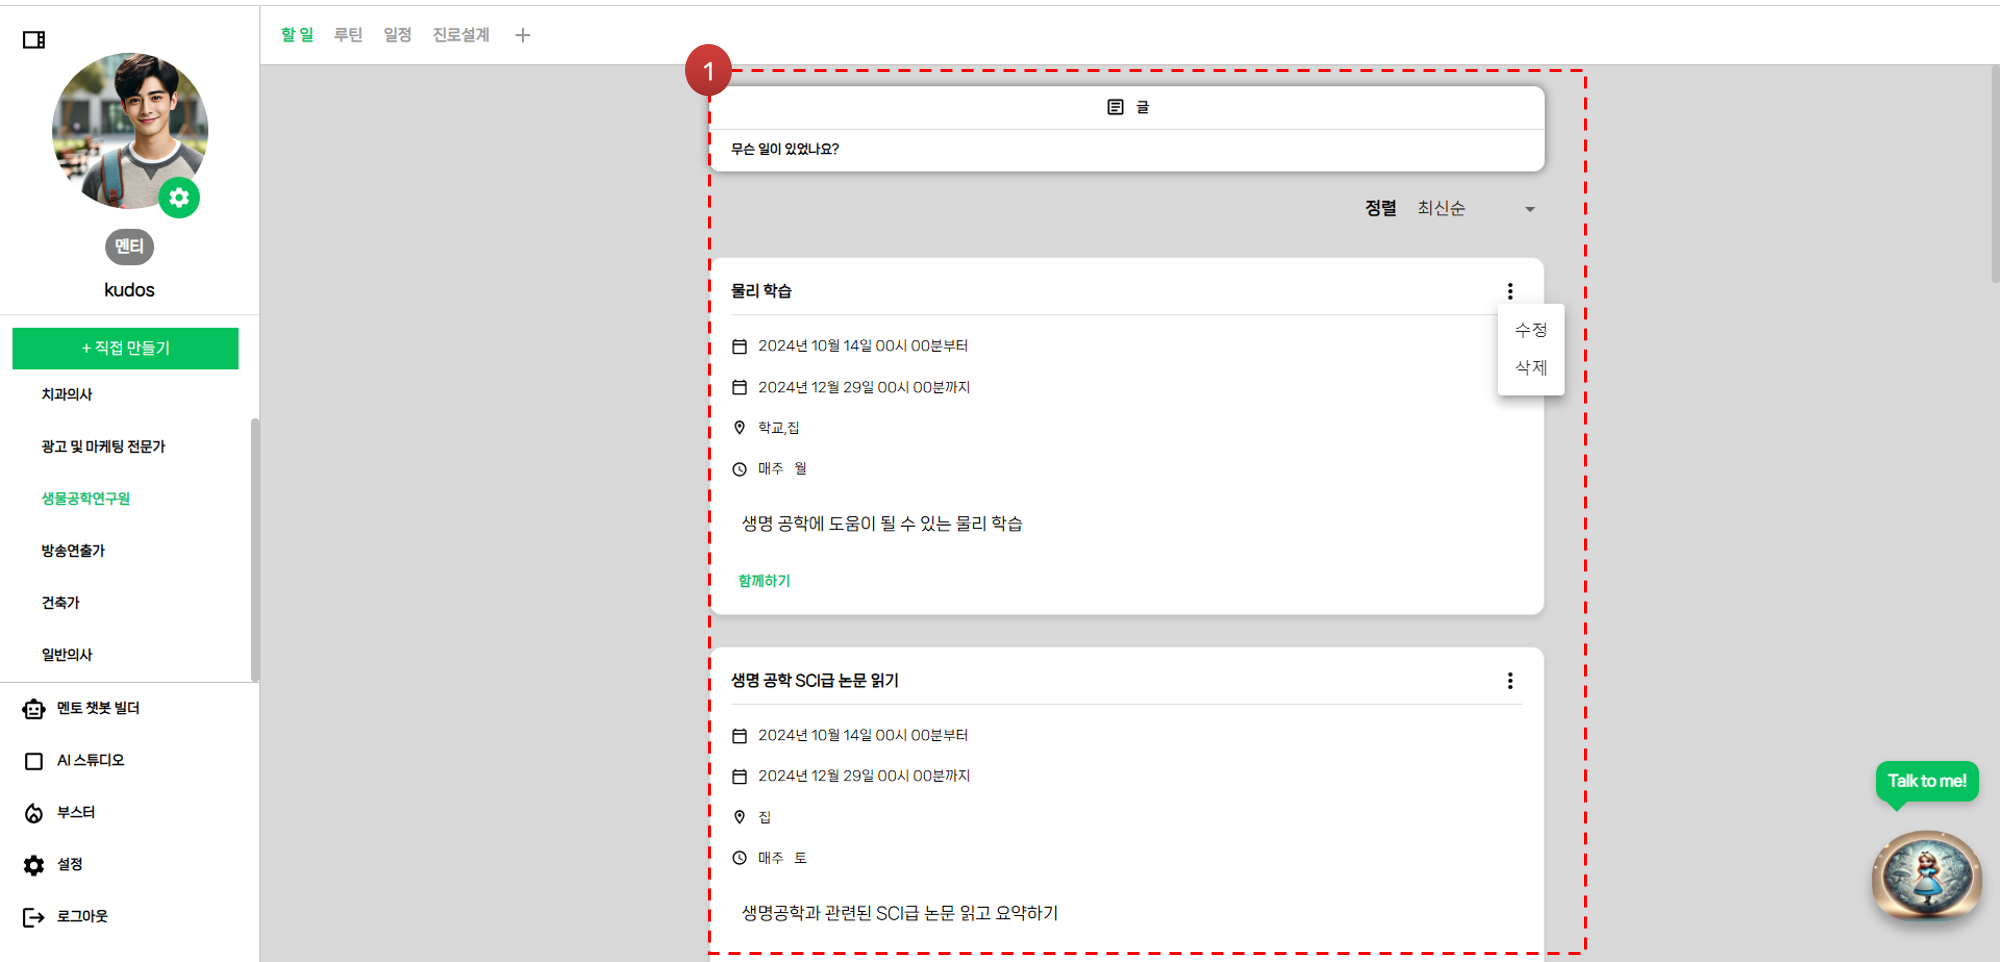 할 일 루틴 일정 진로설계 +
1
멘티
kudos
+ 직접 만들기
치과의사
광고 및 마케팅 전문가
생물공학연구원
방송연출가
건축가
일반의사
멘토 챗봇 빌더
AI 스튜디오
부스터
설정
로그아웃
글
무슨 일이 있었나요?
정렬 최신순
물리 학습
수정
삭제
2024년 10월 14일 00시 00분부터
2024년 12월 29일 00시 00분까지
학교,집
매주 월
생명 공학에 도움이 될 수 있는 물리 학습
함께하기
생명 공학 SCI급 논문 읽기
2024년 10월 14일 00시 00분부터
2024년 12월 29일 00시 00분까지
집
매주 토
생명공학과 관련된 SCI급 논문 읽고 요약하기
Talk to me!